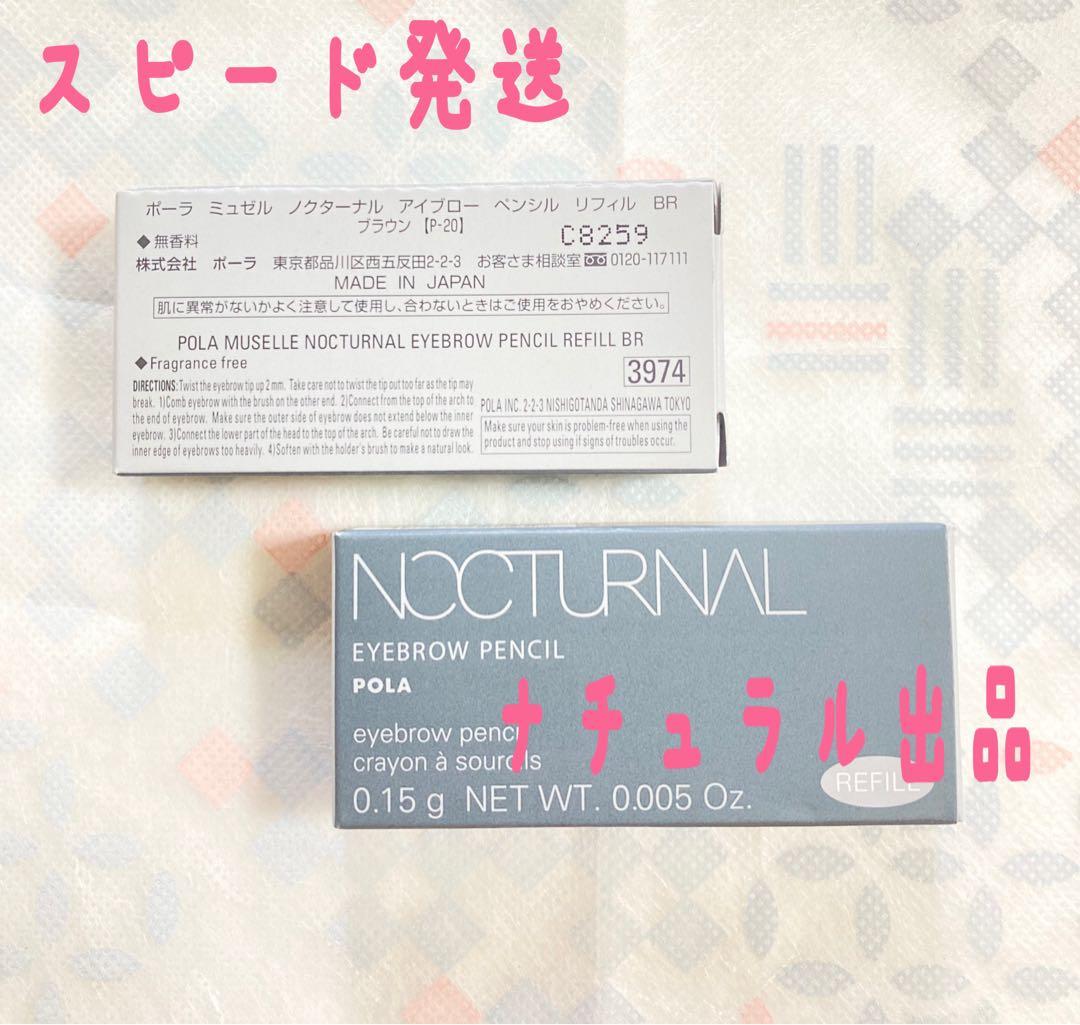 スピード発送
ポーラ ミュゼル ノクターナル アイブロー ペンシル リフィル BR
ブラウン 【P-20】
◆無香料
C8259
株式会社 ポーラ 東京都品川区西五反田2-2-3 お客さま相談室 0120-117111
MADE IN JAPAN
肌に異常がないかよく注意して使用し、合わないときはご使用をおやめください。
POLA MUSELLE NOCTURNAL EYEBROW PENCIL REFILL BR
◆Fragrance free
3974
DIRECTIONS:Twist the eyebrow tip up 2 mm. Take care not to twist the tip out too far as the tip may
break. 1)Comb eyebrow with the brush on the other end. 2)Connect from the top of the arch to
the end of eyebrow. Make sure the outer side of eyebrow does not extend below the inner
eyebrow. 3)Connect the lower part of the head to the top of the arch. Be careful not to draw the
inner edge of eyebrows too heavily. 4)Soften with the holder's brush to make a natural look.
POLA INC. 2-2-3 NISHIGOTANDA SHINAGAWA TOKYO
Make sure your skin is problem-free when using the
product and stop using if signs of troubles occur.
NOCTURNAL
EYEBROW PENCIL
POLA
ナチュラル出品
eyebrow pencil
crayon à sourcils
REFILL
0.15 g NET WT. 0.005 Oz.